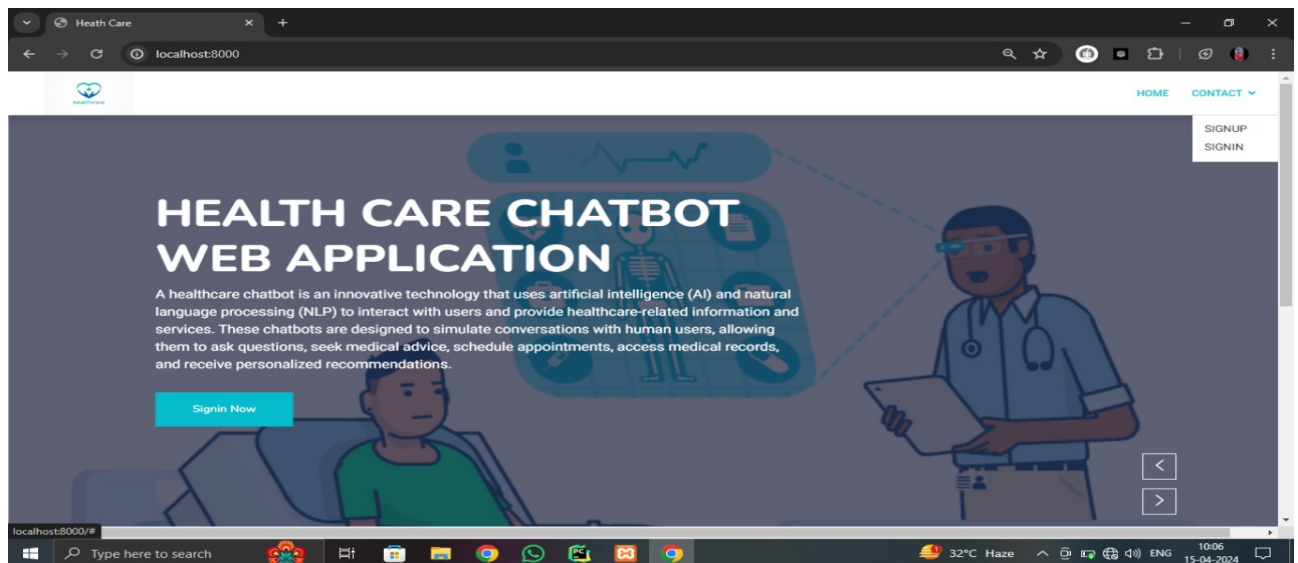 Heath Care
localhost:8000
healthcare
HOME CONTACT
SIGNUP
SIGNIN
HEALTH CARE CHATBOT
WEB APPLICATION
A healthcare chatbot is an innovative technology that uses artificial intelligence (AI) and natural
language processing (NLP) to interact with users and provide healthcare-related information and
services. These chatbots are designed to simulate conversations with human users, allowing
them to ask questions, seek medical advice, schedule appointments, access medical records,
and receive personalized recommendations.
Signin Now
localhost:8000/#
Type here to search
32°C Haze
ENG
10:06
15-04-2024